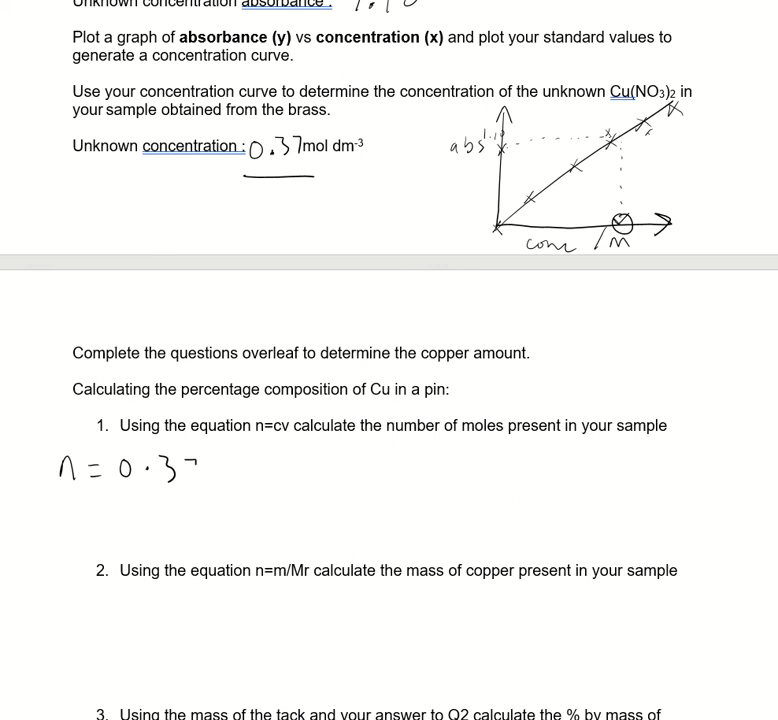 Unknown concentration absorbance :
Plot a graph of absorbance (y) vs concentration (x) and plot your standard values to
generate a concentration curve.
Use your concentration curve to determine the concentration of the unknown Cu(NO3)2 in
your sample obtained from the brass.
Unknown concentration : 0.37mol dm-3
abs
conc /M
Complete the questions overleaf to determine the copper amount.
Calculating the percentage composition of Cu in a pin:
1. Using the equation n=cv calculate the number of moles present in your sample
n = 0.37
2. Using the equation n=m/Mr calculate the mass of copper present in your sample
3. Using the mass of the tack and your answer to Q2 calculate the % by mass of